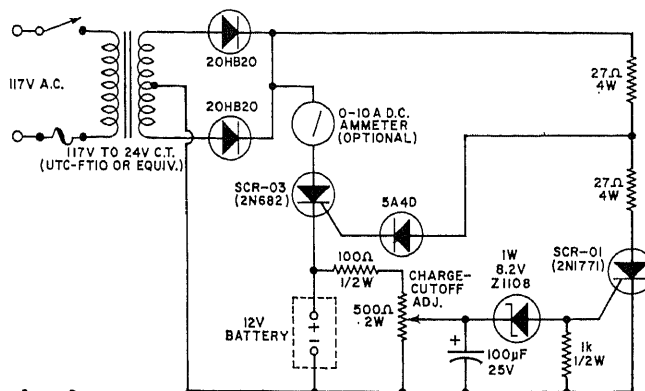 20HB20
117V A.C.
20HB20
117V TO 24V C.T.
(UTC-FT10 OR EQUIV.)
0-10A D.C.
AMMETER
(OPTIONAL)
27Ω
4W
SCR-03
(2N682)
5A4D
27Ω
4W
100Ω
1/2W
CHARGE-
CUTOFF
ADJ.
1W
8.2V
Z1108
SCR-01
(2N1771)
12V
BATTERY
+
−
500Ω
2W
+
100µF
25V
1k
1/2W